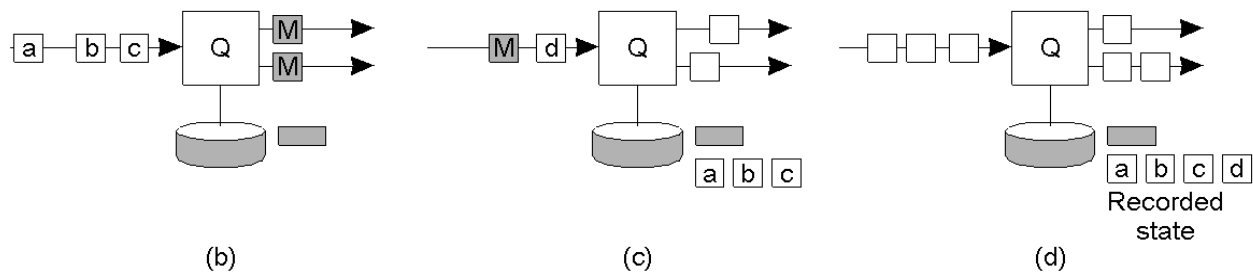 a b c Q M
M
M d Q
Q
a b c
a b c d
Recorded
state
(b) (c) (d)